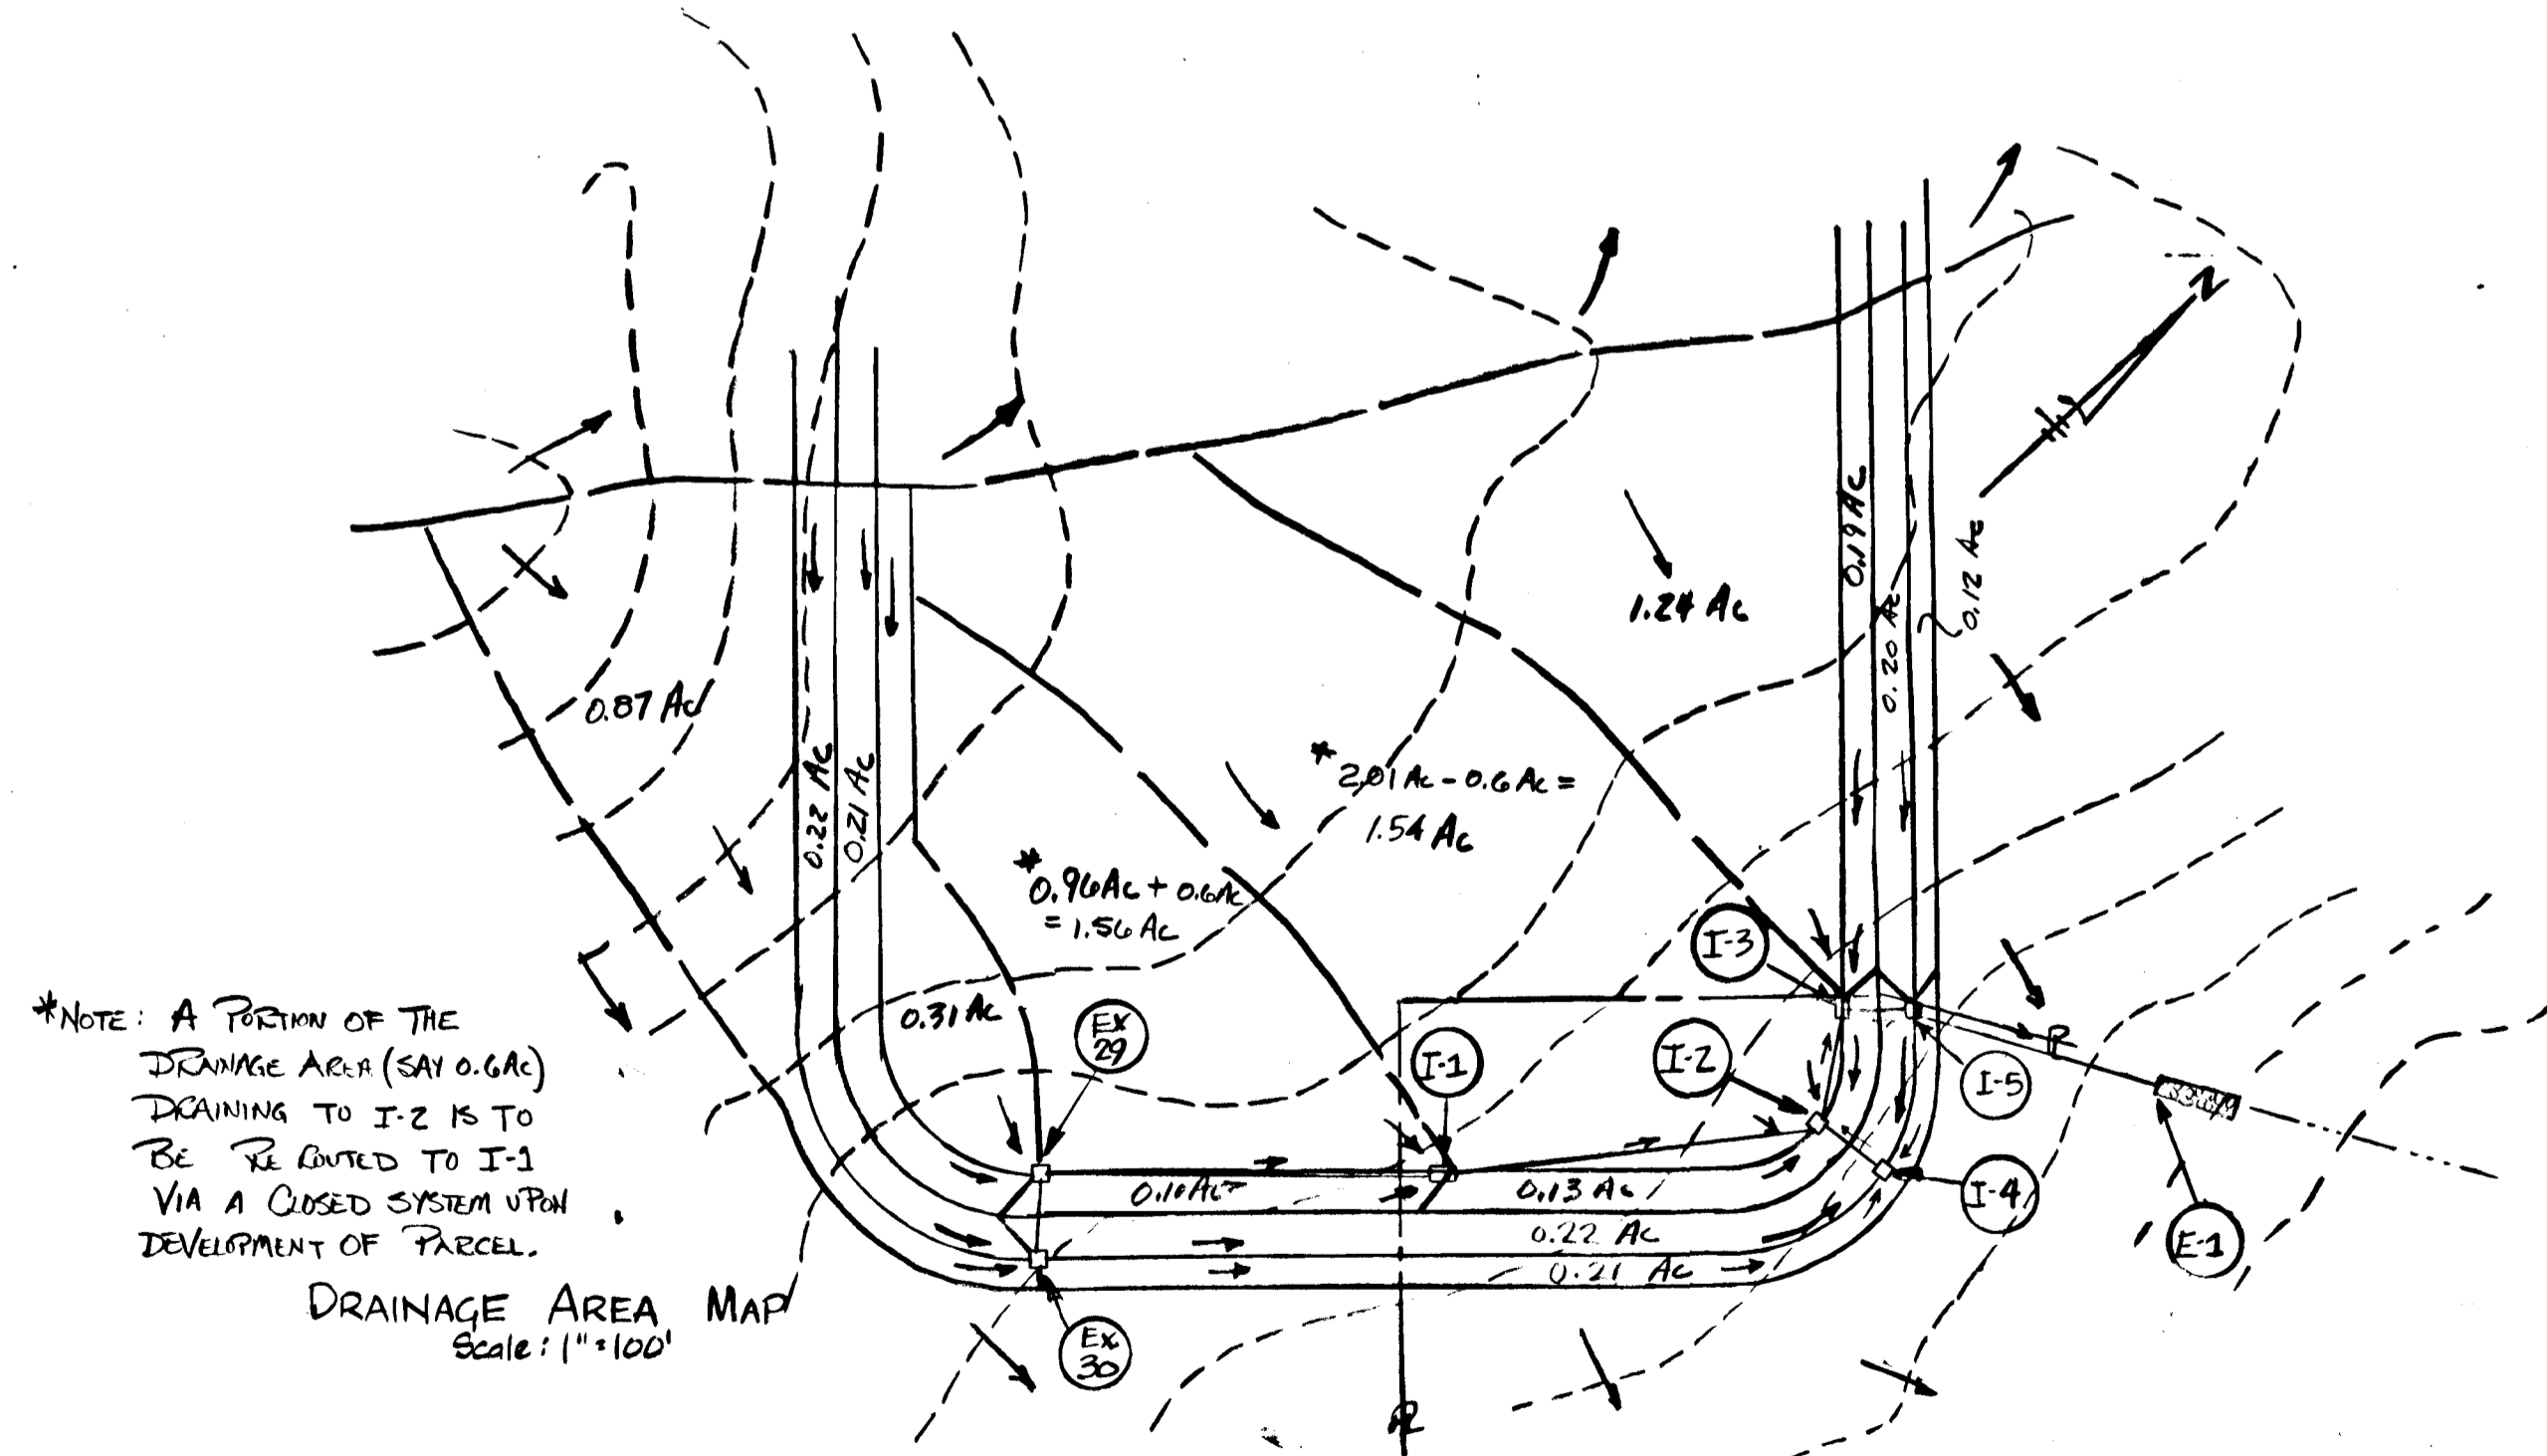 N
0.19 Ac
0.20 Ac
0.12 Ac
1.24 Ac
0.87 Ac
0.22 Ac
0.21 Ac
* 2.01 Ac - 0.6 Ac =
1.54 Ac
* 0.96 Ac + 0.6 Ac
= 1.56 Ac
0.31 Ac
EX
29
I-1
I-2
I-3
I-5
I-4
E-1
0.13 Ac
0.22 Ac
0.21 Ac
EX
30
*NOTE: A PORTION OF THE
DRAINAGE AREA (SAY 0.6AC)
DRAINING TO I-2 IS TO
BE RE ROUTED TO I-1
VIA A CLOSED SYSTEM UPON
DEVELOPMENT OF PARCEL.
DRAINAGE AREA MAP
Scale: 1"=100'